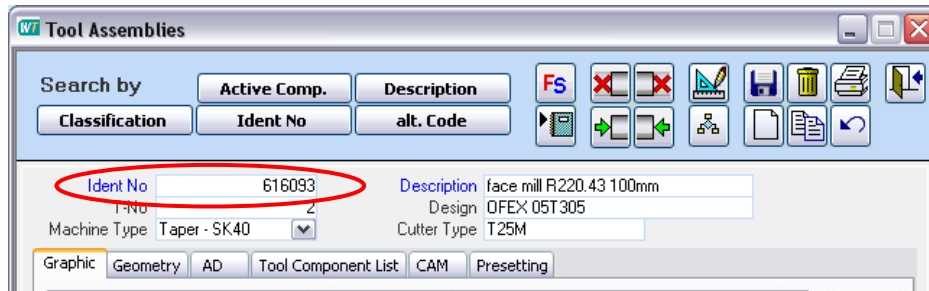 WT Tool Assemblies
Search by Active Comp. Description FS
Classification Ident No alt. Code
Ident No 616093 Description face mill R220.43 100mm
T-No 2 Design OFEX 05T305
Machine Type Taper - SK40 Cutter Type T25M
Graphic Geometry AD Tool Component List CAM Presetting